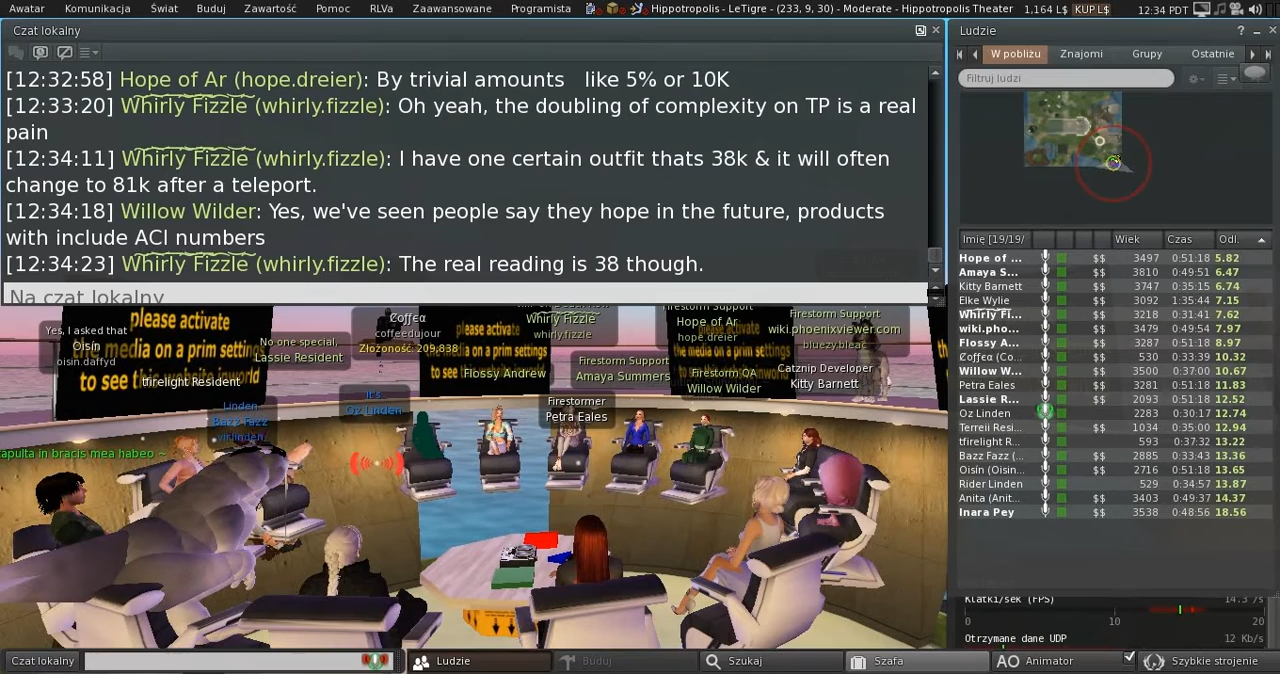 Awatar Komunikacja Świat Buduj Zawartość Pomoc RLVa Zaawansowane Programista Hippotropolis - LeTigre - (233, 9, 30) - Moderate - Hippotropolis Theater 1,164 L$ KUP L$ 12:34 PDT
Czat lokalny
[12:32:58] Hope of Ar (hope.dreier): By trivial amounts like 5% or 10K
[12:33:20] Whirly Fizzle (whirly.fizzle): Oh yeah, the doubling of complexity on TP is a real
pain
[12:34:11] Whirly Fizzle (whirly.fizzle): I have one certain outfit thats 38k & it will often
change to 81k after a teleport.
[12:34:18] Willow Wilder: Yes, we've seen people say they hope in the future, products
with include ACI numbers
[12:34:23] Whirly Fizzle (whirly.fizzle): The real reading is 38 though.
Na czat lokalny
Ludzie
W pobliżu Znajomi Grupy Ostatnie
Filtruj ludzi
Imię [19/19/ Wiek Czas Odl.
Hope of ... $$ 3497 0:51:18 5.82
Amaya S... $$ 3810 0:49:51 6.47
Kitty Barnett $$ 3747 0:35:15 6.74
Elke Wylie $$ 3092 1:35:44 7.15
Whirly Fi... $$ 3218 0:31:41 7.62
wiki.pho... $$ 3479 0:49:54 7.97
Flossy A... $$ 3287 0:51:18 8.97
Coffea (Co... $$ 530 0:33:39 10.32
Willow W... $$ 3500 0:37:00 10.67
Petra Eales $$ 3281 0:51:18 11.83
Lassie R... $$ 2093 0:51:18 12.52
Oz Linden 2283 0:30:17 12.74
Terreii Resi... $$ 1034 0:35:00 12.94
tfirelight R... 593 0:37:32 13.22
Bazz Fazz (... $$ 2885 0:33:43 13.36
Oisín (Oisin... $$ 2716 0:51:18 13.65
Rider Linden 529 0:34:57 13.87
Anita (Anit... $$ 3403 0:49:37 14.37
Inara Pey $$ 3538 0:48:56 18.56
Klatki/sek (FPS) 14.3 /s
0 10 20
Otrzymane dane UDP 12 Kb/s
please activate
the media on a prim settings
to see this website inworld
Yes, I asked that
Oisín
oisin.daffyd
No one special,
Lassie Resident
tfirelight Resident
Coffea
coffeedujour
Złożoność: 209,838
please activate
the media on a prim settings
Whirly Fizzle
whirly.fizzle
Flossy Andrew
Firestorm Support
Amaya Summers
Firestorm Support
Hope of Ar
hope.dreier
Firestorm QA
Willow Wilder
Firestorm Support
wiki.phoenixviewer.com
bluezy.bleac
Catznip Developer
Kitty Barnett
Firestormer
Petra Eales
It's
Oz Linden
Linden
Bazz Fazz
virlinden
apulta in bracis mea habeo ~
Czat lokalny Ludzie Buduj Szukaj Szafa AO Animator Szybkie strojenie